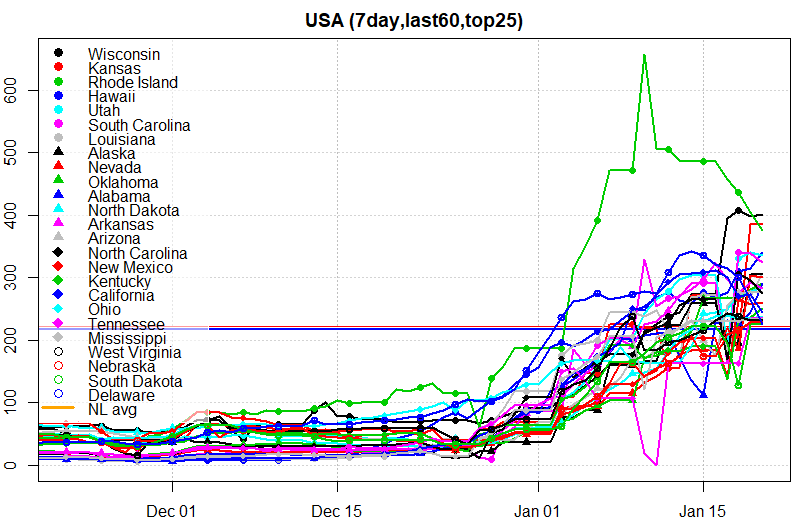 USA (7day,last60,top25)
600
500
400
300
200
100
0
Wisconsin
Kansas
Rhode Island
Hawaii
Utah
South Carolina
Louisiana
Alaska
Nevada
Oklahoma
Alabama
North Dakota
Arkansas
Arizona
North Carolina
New Mexico
Kentucky
California
Ohio
Tennessee
Mississippi
West Virginia
Nebraska
South Dakota
Delaware
NL avg
Dec 01 Dec 15 Jan 01 Jan 15